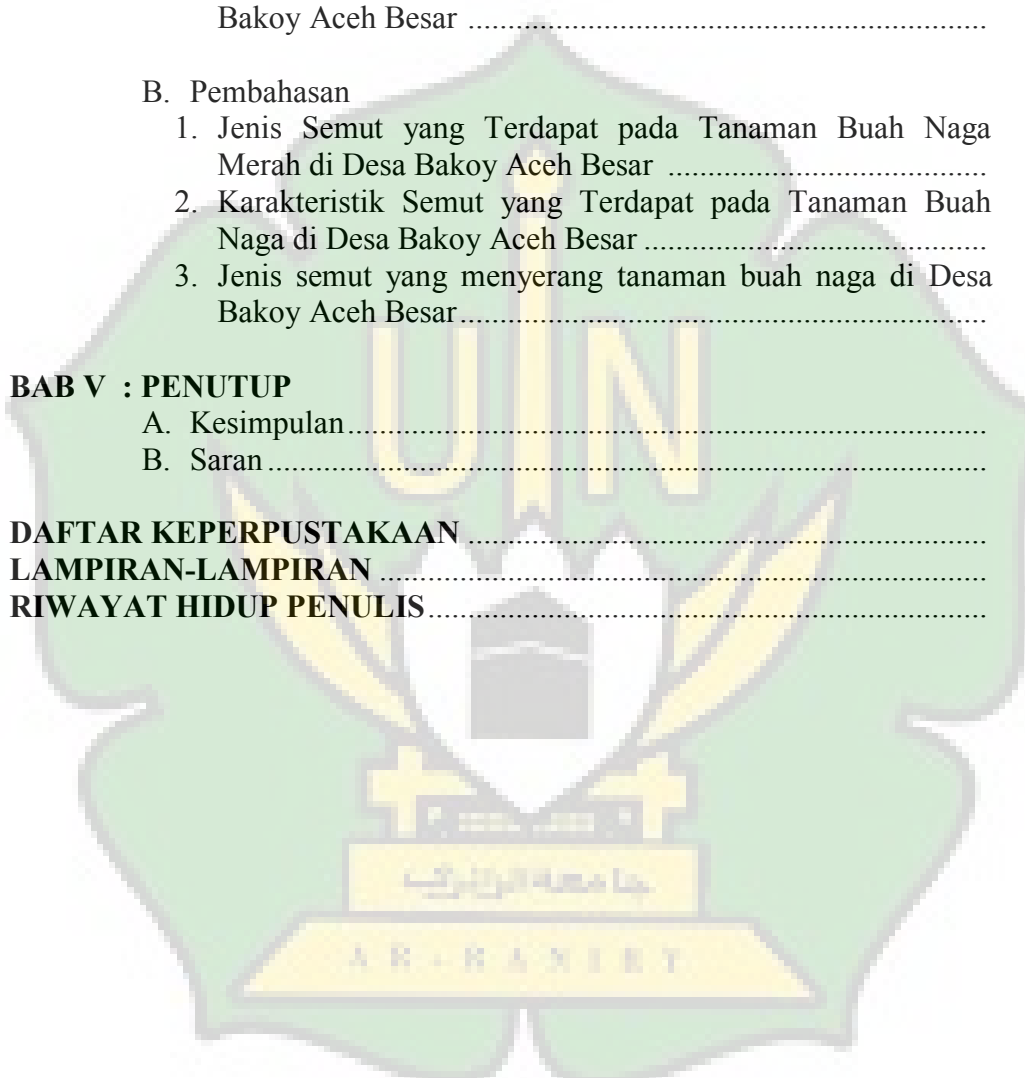 Bakoy Aceh Besar .......................................................
B. Pembahasan
1. Jenis Semut yang Terdapat pada Tanaman Buah Naga
Merah di Desa Bakoy Aceh Besar ..................................
2. Karakteristik Semut yang Terdapat pada Tanaman Buah
Naga di Desa Bakoy Aceh Besar ....................................
3. Jenis semut yang menyerang tanaman buah naga di Desa
Bakoy Aceh Besar........................................................
BAB V : PENUTUP
A. Kesimpulan....................................................................
B. Saran .............................................................................
DAFTAR KEPERPUSTAKAAN .......................................................
LAMPIRAN-LAMPIRAN ................................................................
RIWAYAT HIDUP PENULIS...........................................................
UIN
جامعة الرانيري
AR-RANIRY